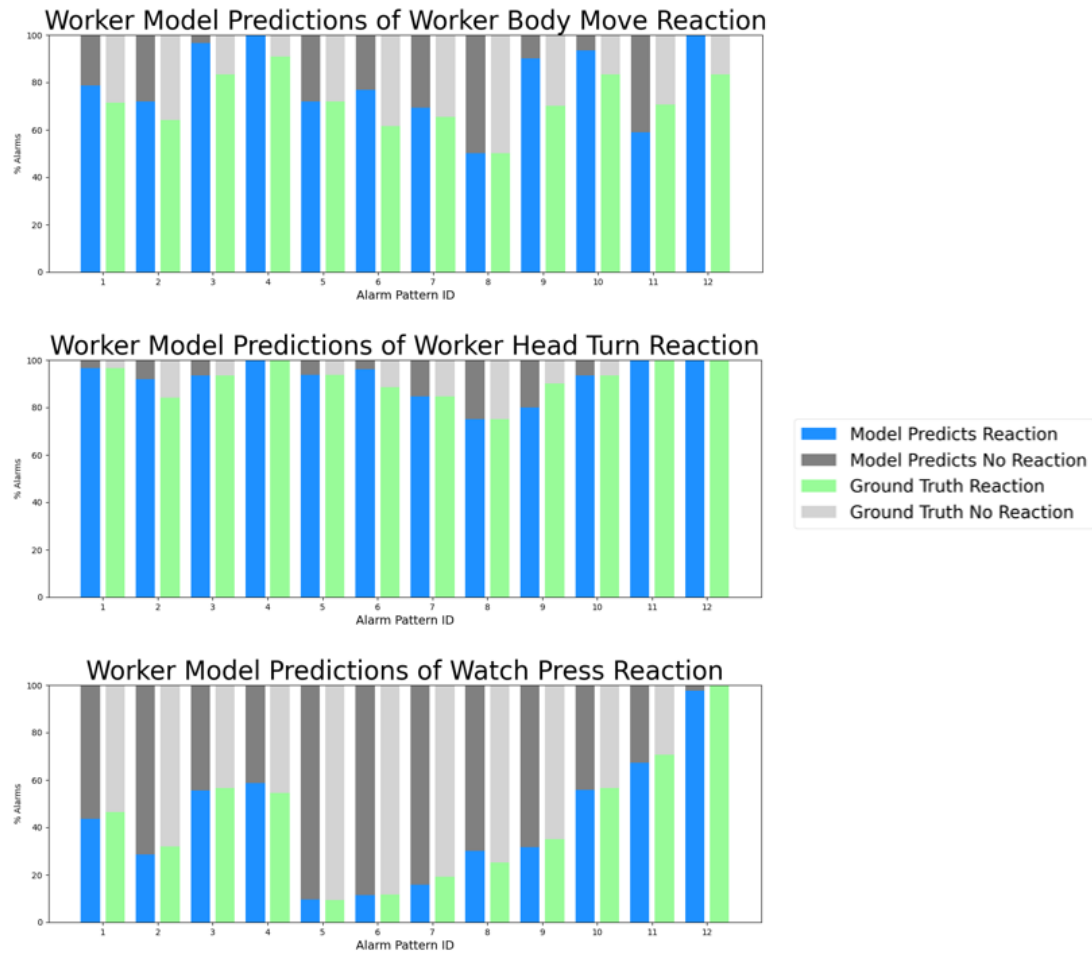 Worker Model Predictions of Worker Body Move Reaction
100
80
60
40
20
0
% Alarms
1 2 3 4 5 6 7 8 9 10 11 12
Alarm Pattern ID
Worker Model Predictions of Worker Head Turn Reaction
100
80
60
40
20
0
% Alarms
1 2 3 4 5 6 7 8 9 10 11 12
Alarm Pattern ID
Model Predicts Reaction
Model Predicts No Reaction
Ground Truth Reaction
Ground Truth No Reaction
Worker Model Predictions of Watch Press Reaction
100
80
60
40
20
0
% Alarms
1 2 3 4 5 6 7 8 9 10 11 12
Alarm Pattern ID